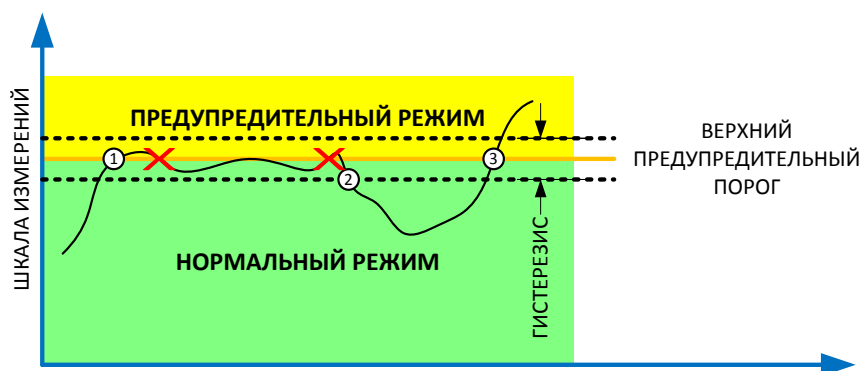 ШКАЛА ИЗМЕРЕНИЙ
ПРЕДУПРЕДИТЕЛЬНЫЙ РЕЖИМ
1
2
3
НОРМАЛЬНЫЙ РЕЖИМ
ГИСТЕРЕЗИС
ВЕРХНИЙ
ПРЕДУПРЕДИТЕЛЬНЫЙ
ПОРОГ